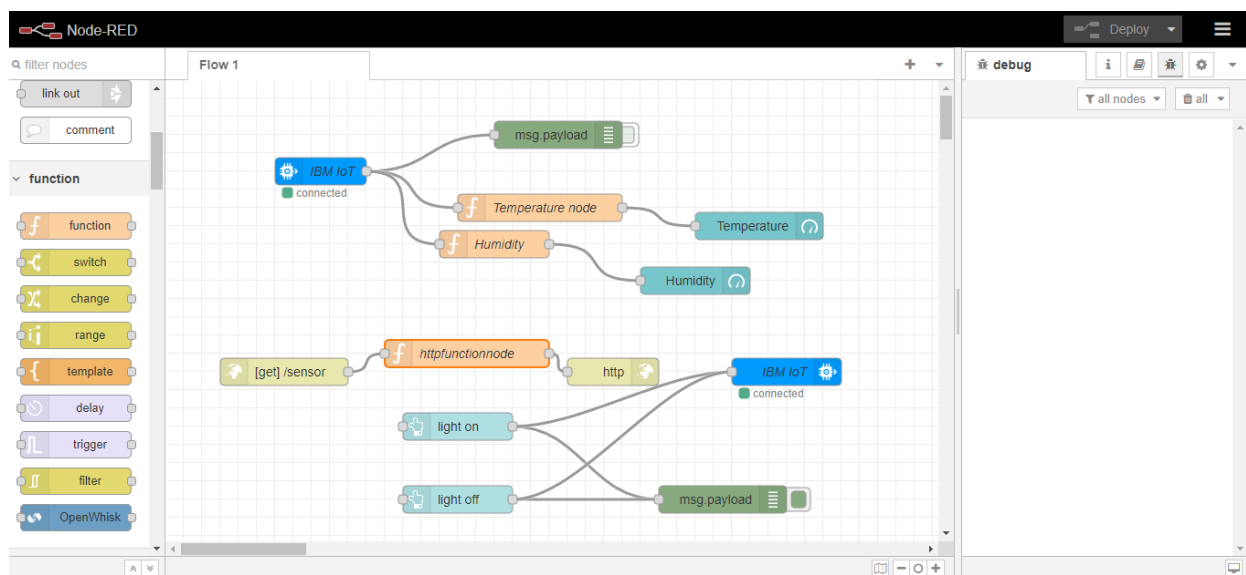 Node-RED
Deploy
filter nodes
Flow 1
debug
i
all nodes
all
link out
comment
function
function
switch
change
range
template
delay
trigger
filter
OpenWhisk
msg.payload
IBM IoT
connected
Temperature node
Temperature
Humidity
Humidity
httpfunctionnode
[get] /sensor
http
IBM IoT
connected
light on
light off
msg.payload